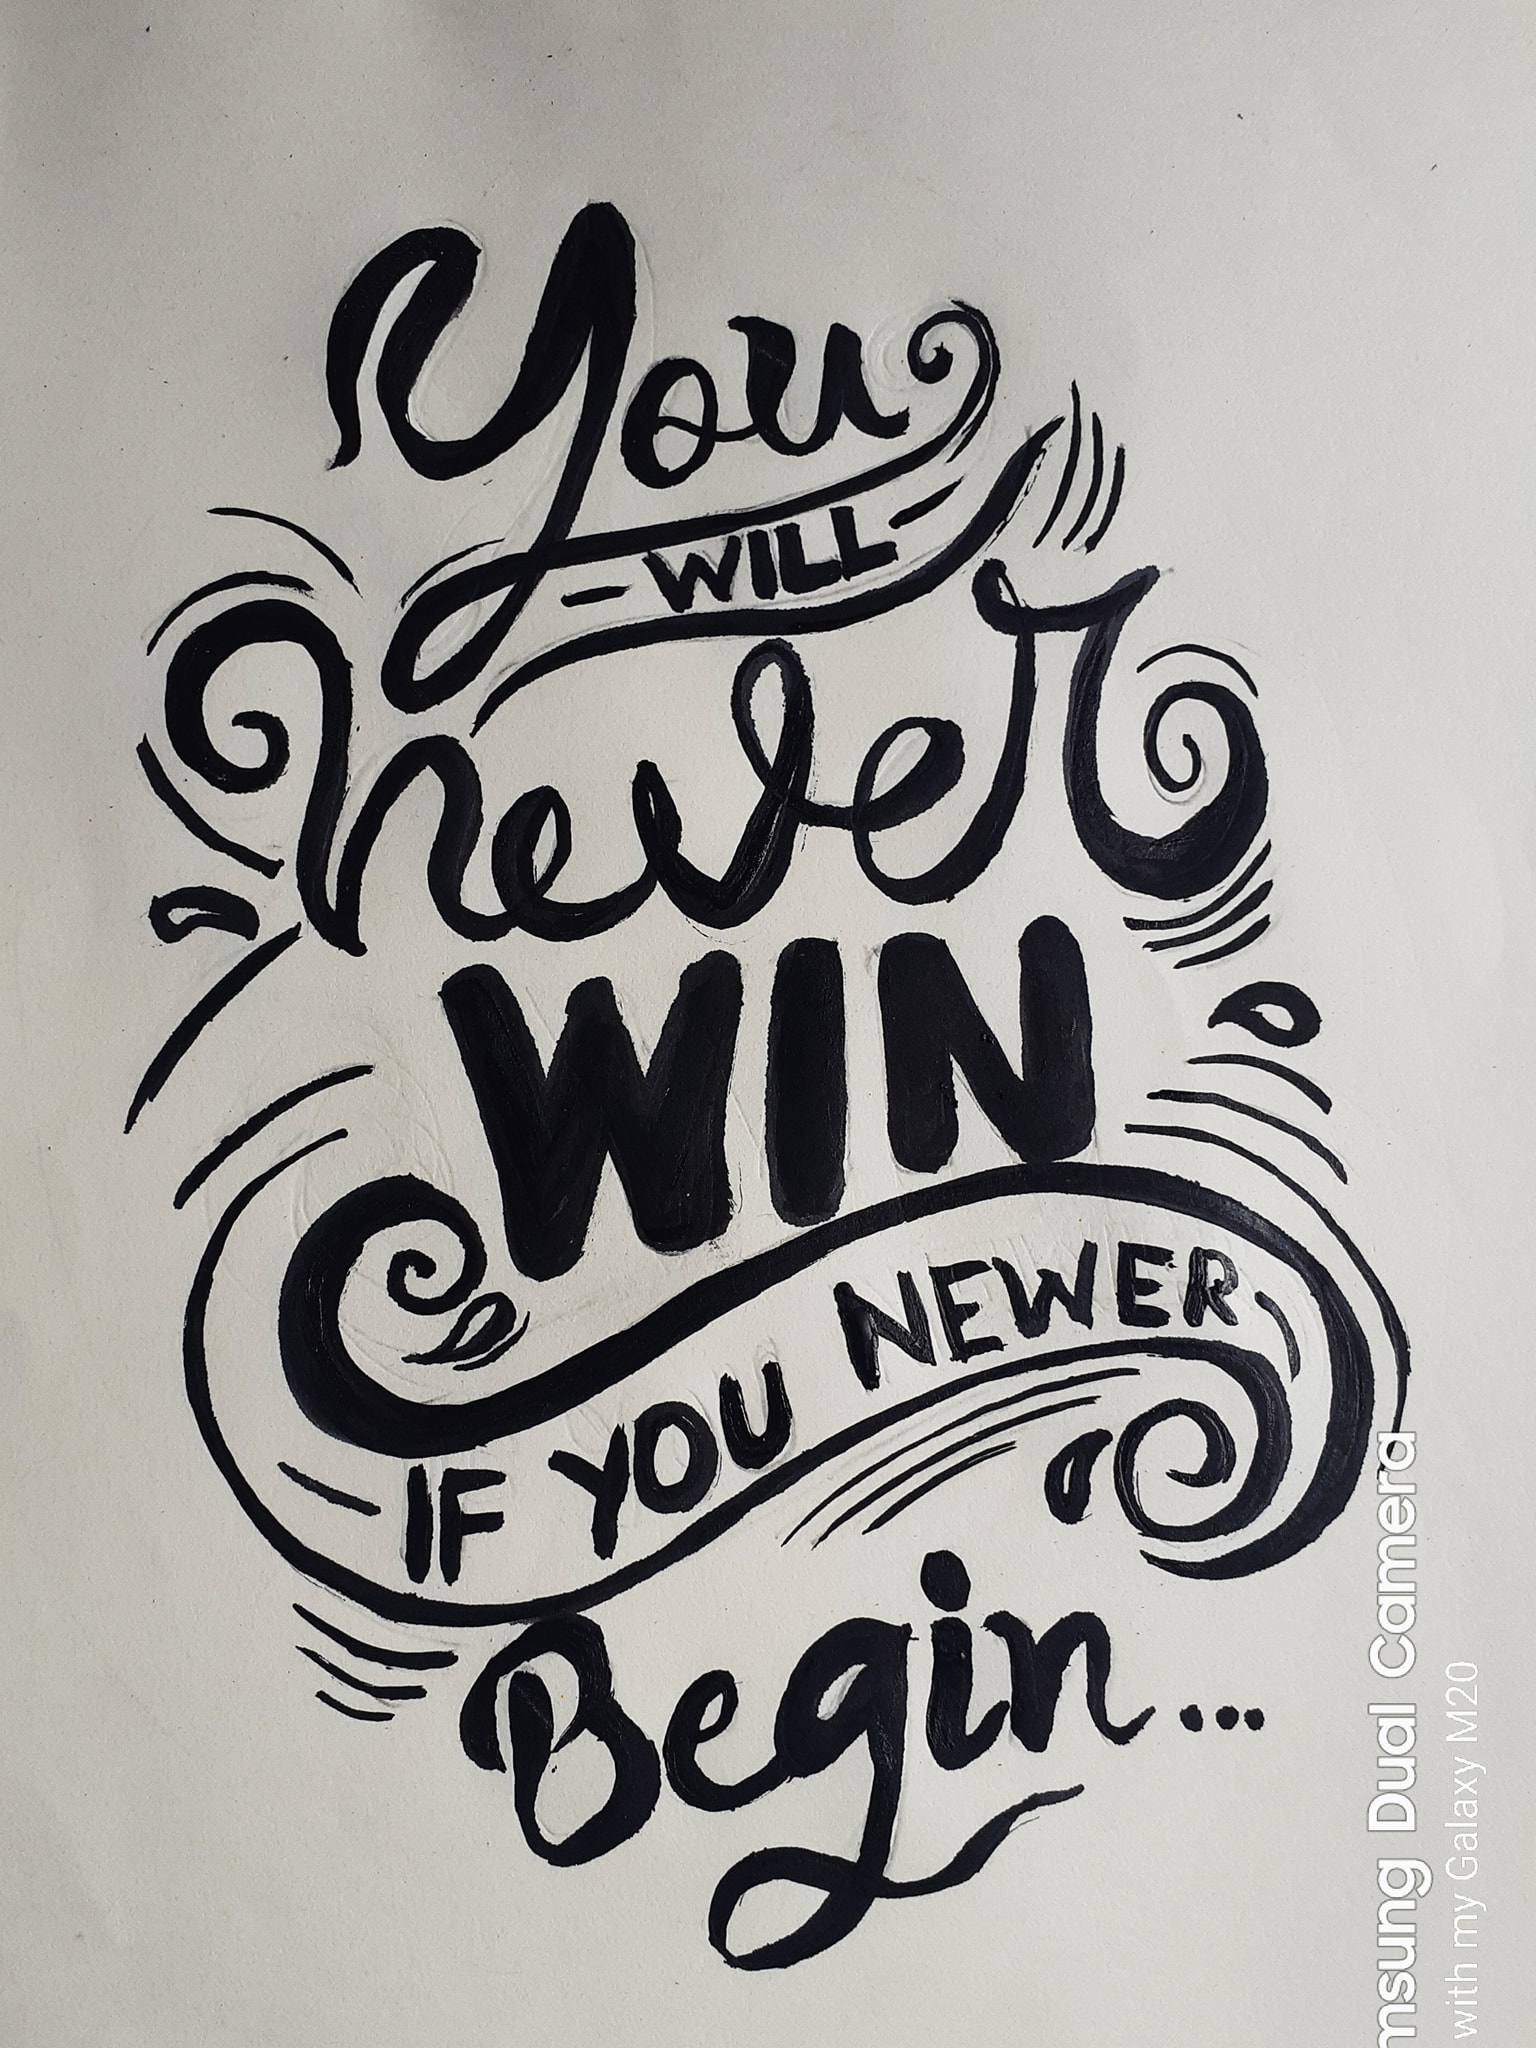 You
- WILL -
never
WIN
IF YOU NEWER
Begin...
msung Dual Camera
with my Galaxy M20